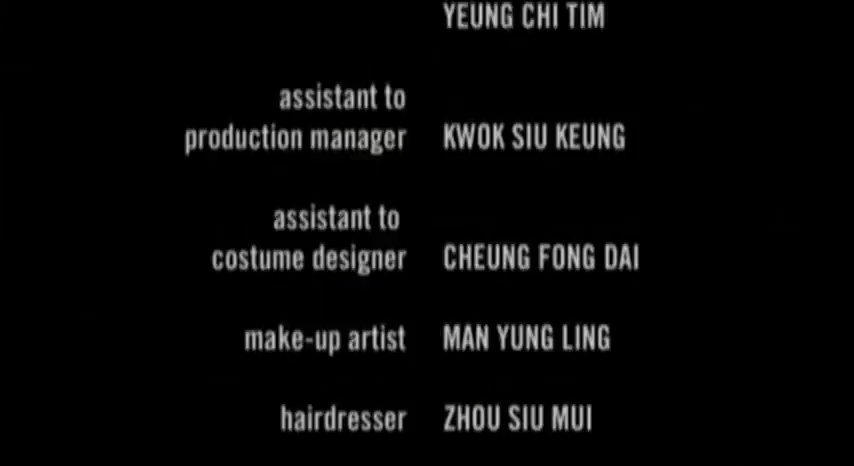 YEUNG CHI TIM
assistant to
production manager KWOK SIU KEUNG
assistant to
costume designer CHEUNG FONG DAI
make-up artist MAN YUNG LING
hairdresser ZHOU SIU MUI